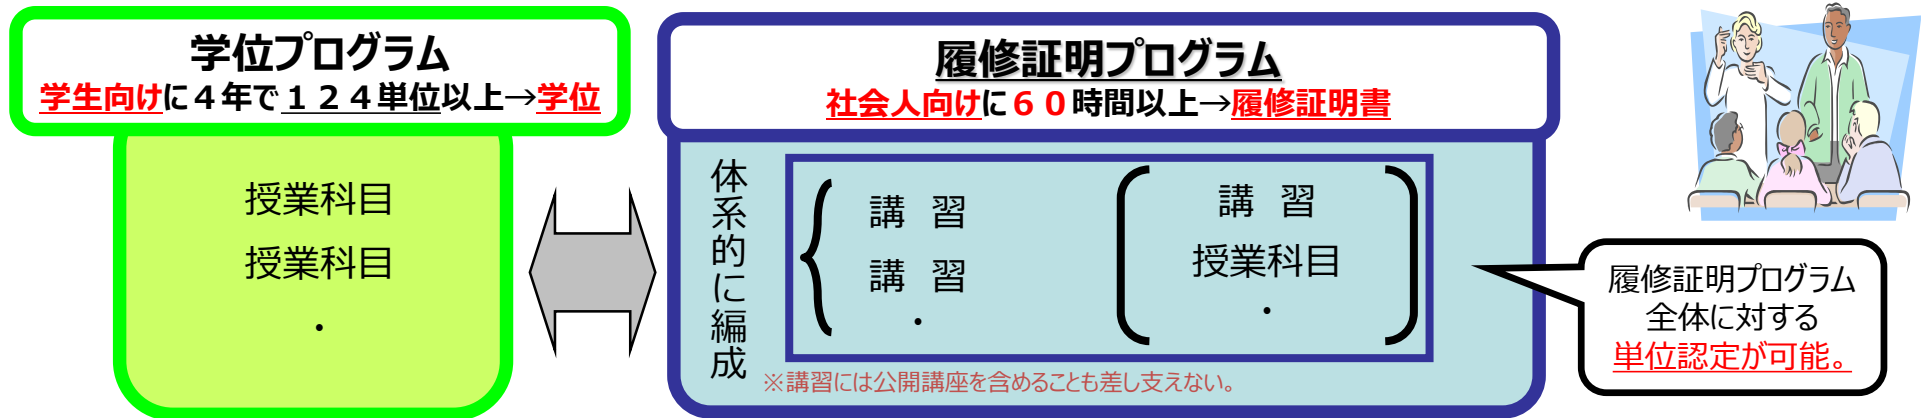 学位プログラム
学生向けに４年で１２４単位以上→学位
授業科目
授業科目
・
履修証明プログラム
社会人向けに６０時間以上→履修証明書
体系的に編成
講 習
講 習
・
講 習
授業科目
・
※講習には公開講座を含めることも差し支えない。
履修証明プログラム
全体に対する
単位認定が可能。